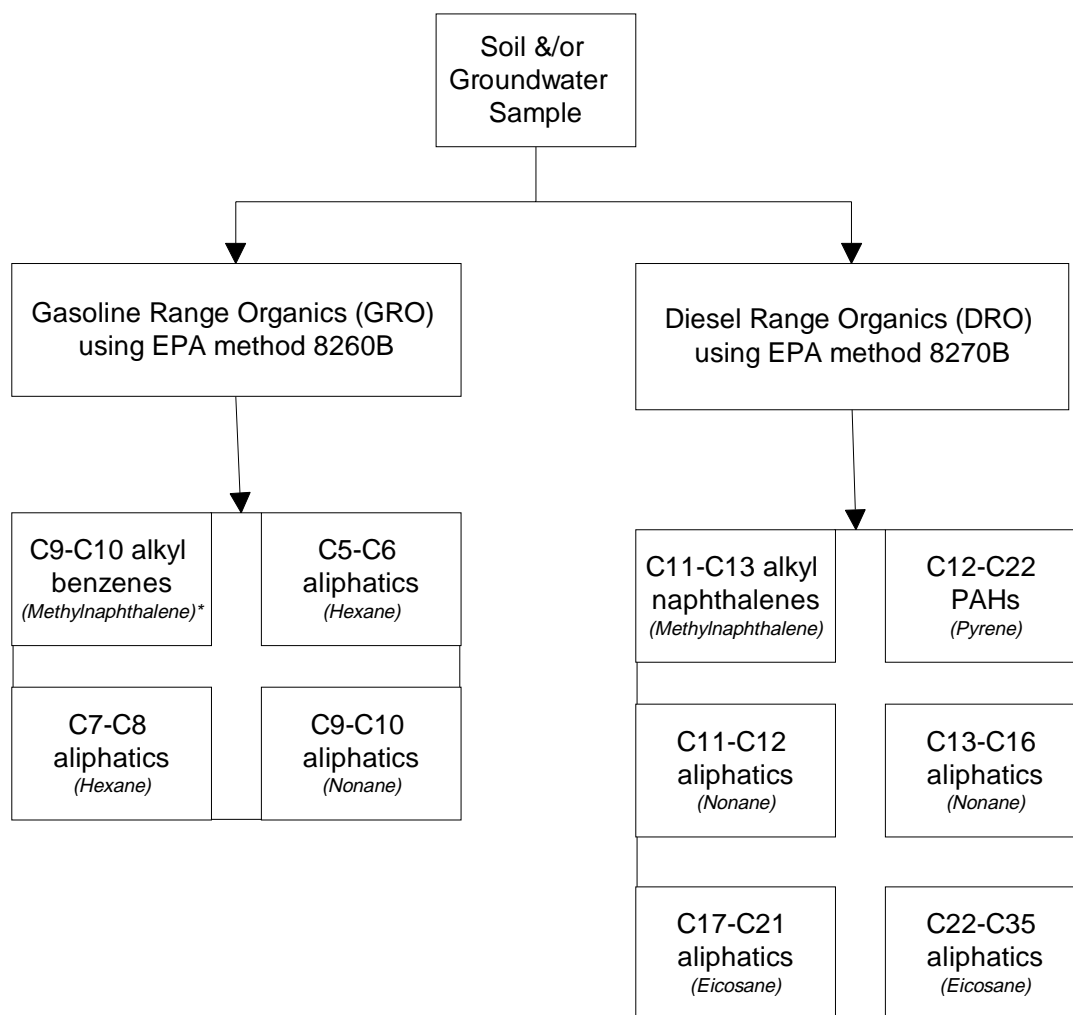 Soil &/or
Groundwater
Sample
Gasoline Range Organics (GRO)
using EPA method 8260B
Diesel Range Organics (DRO)
using EPA method 8270B
C9-C10 alkyl
benzenes
(Methylnaphthalene)*
C5-C6
aliphatics
(Hexane)
C7-C8
aliphatics
(Hexane)
C9-C10
aliphatics
(Nonane)
C11-C13 alkyl
naphthalenes
(Methylnaphthalene)
C12-C22
PAHs
(Pyrene)
C11-C12
aliphatics
(Nonane)
C13-C16
aliphatics
(Nonane)
C17-C21
aliphatics
(Eicosane)
C22-C35
aliphatics
(Eicosane)